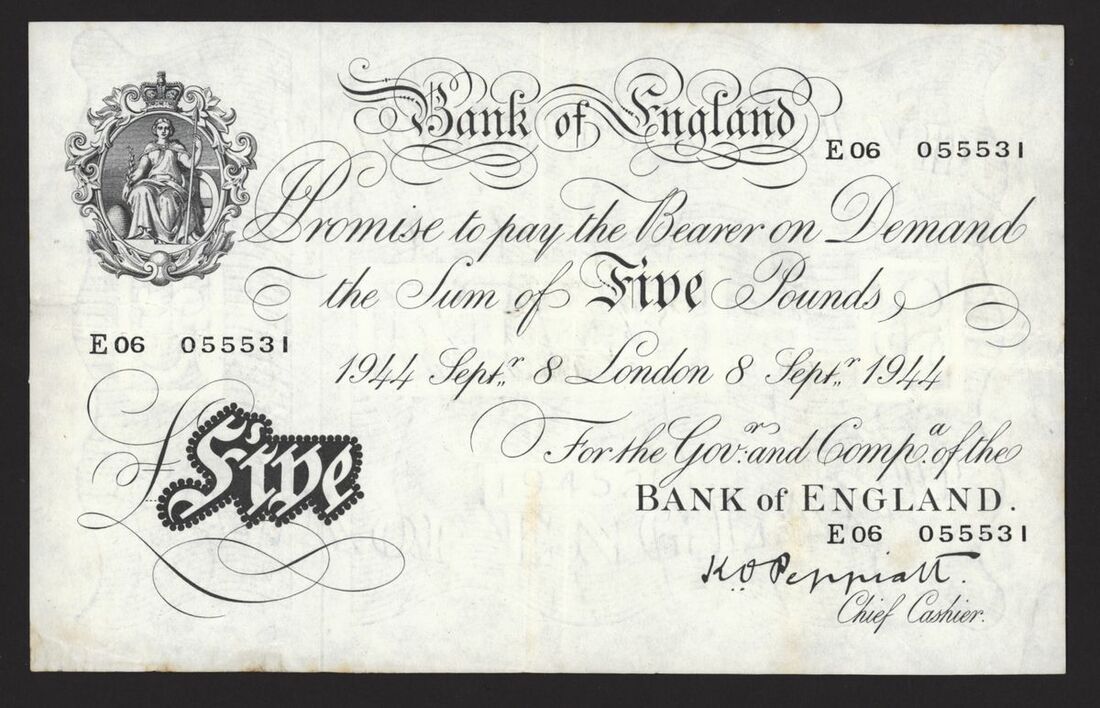 Bank of England
E06 055531
I Promise to pay the Bearer on Demand
the Sum of Five Pounds
E06 055531
1944 Septr. 8 London 8 Septr. 1944
For the Govr. and Compa. of the
BANK of ENGLAND.
£Five
E06 055531
K.O. Peppiatt.
Chief Cashier.